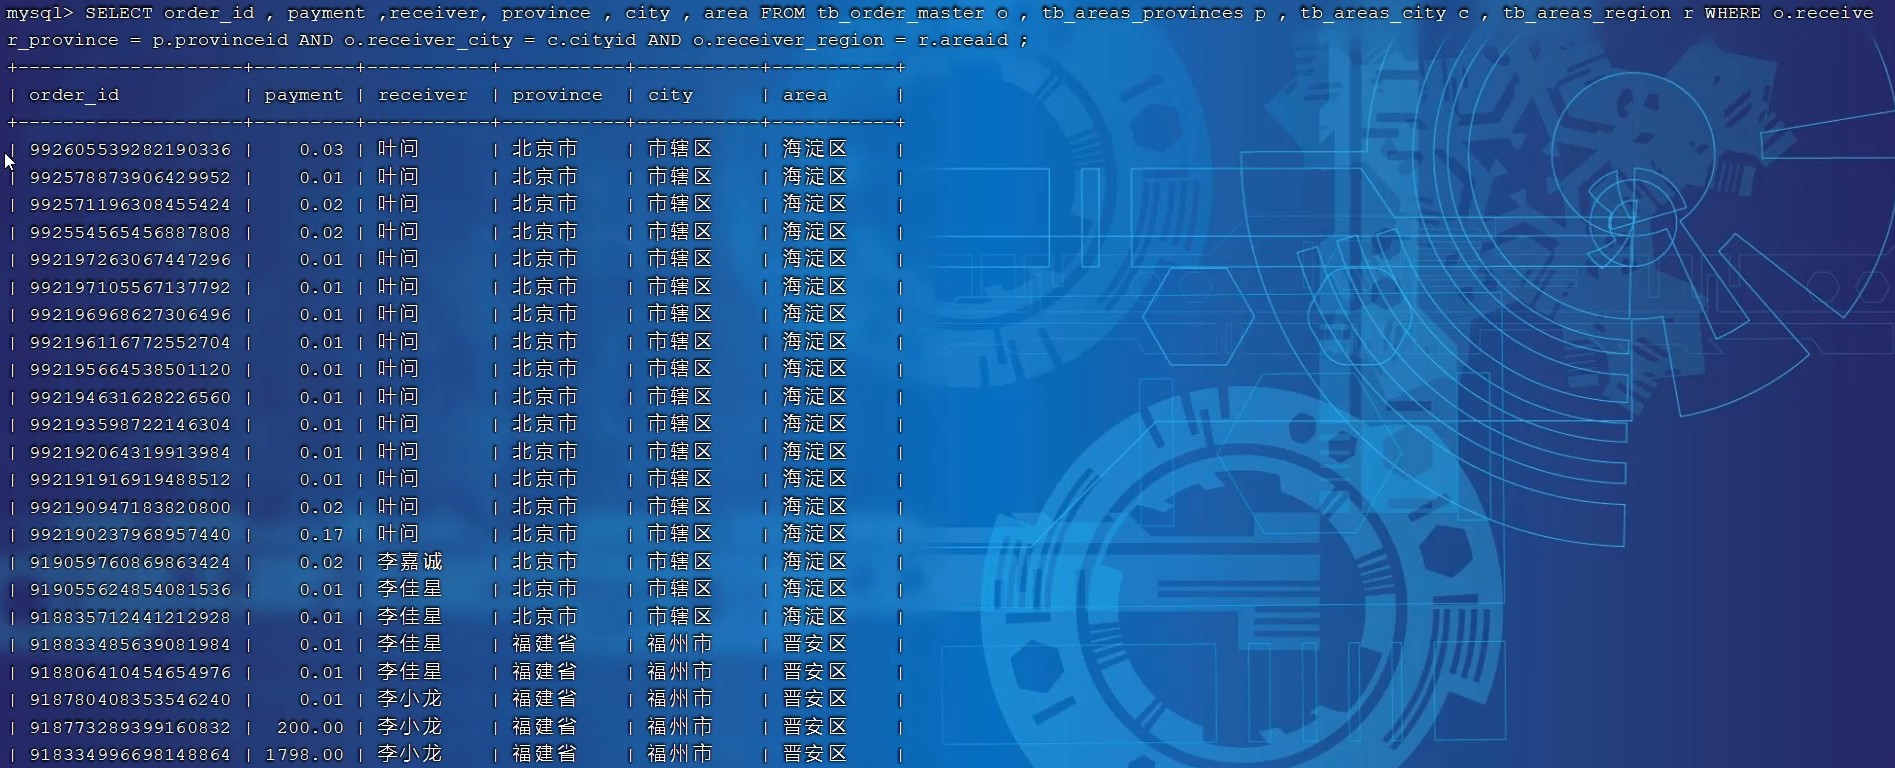 mysql> SELECT order_id , payment ,receiver, province , city , area FROM tb_order_master o , tb_areas_provinces p , tb_areas_city c , tb_areas_region r WHERE o.receive
r_province = p.provinceid AND o.receiver_city = c.cityid AND o.receiver_region = r.areaid ;
+--------------------+---------+-----------+-----------+-----------+-----------+
| order_id | payment | receiver | province | city | area |
+--------------------+---------+-----------+-----------+-----------+-----------+
| 992605539282190336 | 0.03 | 叶问 | 北京市 | 市辖区 | 海淀区 |
| 992578873906429952 | 0.01 | 叶问 | 北京市 | 市辖区 | 海淀区 |
| 992571196308455424 | 0.02 | 叶问 | 北京市 | 市辖区 | 海淀区 |
| 992554565456887808 | 0.02 | 叶问 | 北京市 | 市辖区 | 海淀区 |
| 992197263067447296 | 0.01 | 叶问 | 北京市 | 市辖区 | 海淀区 |
| 992197105567137792 | 0.01 | 叶问 | 北京市 | 市辖区 | 海淀区 |
| 992196968627306496 | 0.01 | 叶问 | 北京市 | 市辖区 | 海淀区 |
| 992196116772552704 | 0.01 | 叶问 | 北京市 | 市辖区 | 海淀区 |
| 992195664538501120 | 0.01 | 叶问 | 北京市 | 市辖区 | 海淀区 |
| 992194631628226560 | 0.01 | 叶问 | 北京市 | 市辖区 | 海淀区 |
| 992193598722146304 | 0.01 | 叶问 | 北京市 | 市辖区 | 海淀区 |
| 992192064319913984 | 0.01 | 叶问 | 北京市 | 市辖区 | 海淀区 |
| 992191916919488512 | 0.01 | 叶问 | 北京市 | 市辖区 | 海淀区 |
| 992190947183820800 | 0.02 | 叶问 | 北京市 | 市辖区 | 海淀区 |
| 992190237968957440 | 0.17 | 叶问 | 北京市 | 市辖区 | 海淀区 |
| 919059760869863424 | 0.02 | 李嘉诚 | 北京市 | 市辖区 | 海淀区 |
| 919055624854081536 | 0.01 | 李佳星 | 北京市 | 市辖区 | 海淀区 |
| 918835712441212928 | 0.01 | 李佳星 | 北京市 | 市辖区 | 海淀区 |
| 918833485639081984 | 0.01 | 李佳星 | 福建省 | 福州市 | 晋安区 |
| 918806410454654976 | 0.01 | 李佳星 | 福建省 | 福州市 | 晋安区 |
| 918780408353546240 | 0.01 | 李小龙 | 福建省 | 福州市 | 晋安区 |
| 918773289399160832 | 200.00 | 李小龙 | 福建省 | 福州市 | 晋安区 |
| 918334996698148864 | 1798.00 | 李小龙 | 福建省 | 福州市 | 晋安区 |